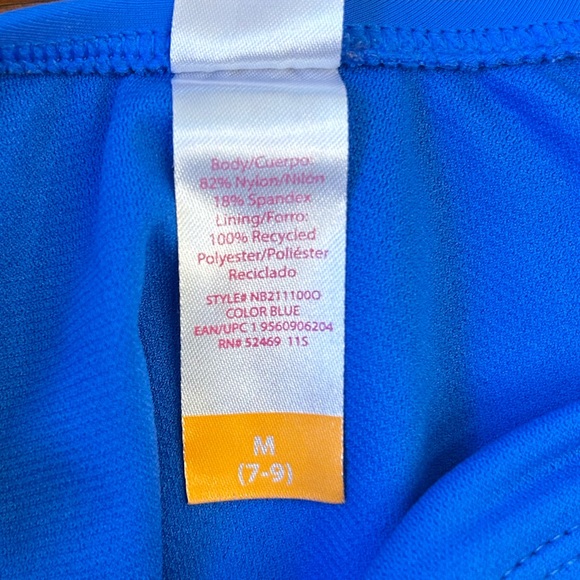 Body/Cuerpo:
82% Nylon/Nilón
18% Spandex
Lining/Forro:
100% Recycled
Polyester/Poliéster
Reciclado
STYLE# NB211100O
COLOR BLUE
EAN/UPC 1 9560906204
RN# 52469 11S
M
(7-9)